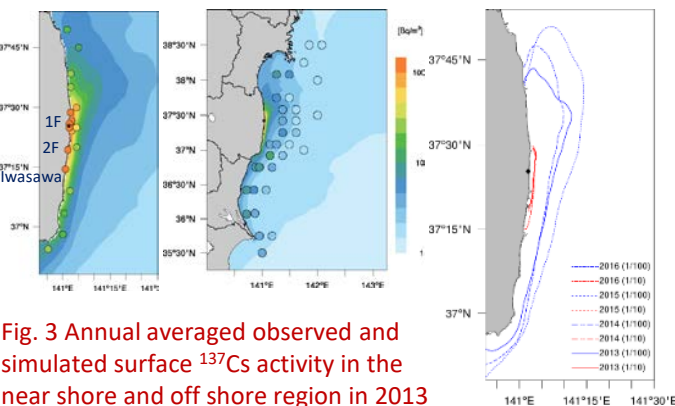 37°45'N
37°30'N
1F
2F
37°15'N
Iwasawa
37°N
141°E 141°15'E
38°30'N
38°N
37°30'N
37°N
36°30'N
36°N
35°30'N
141°E 142°E 143°E
[Bq/m³]
10
1
37°45'N
37°30'N
37°15'N
37°N
2016 (1/100)
2016 (1/10)
2015 (1/100)
2015 (1/10)
2014 (1/100)
2014 (1/10)
2013 (1/100)
2013 (1/10)
141°E 141°15'E 141°30'E
Fig. 3 Annual averaged observed and
simulated surface ¹³⁷Cs activity in the
near shore and off shore region in 2013